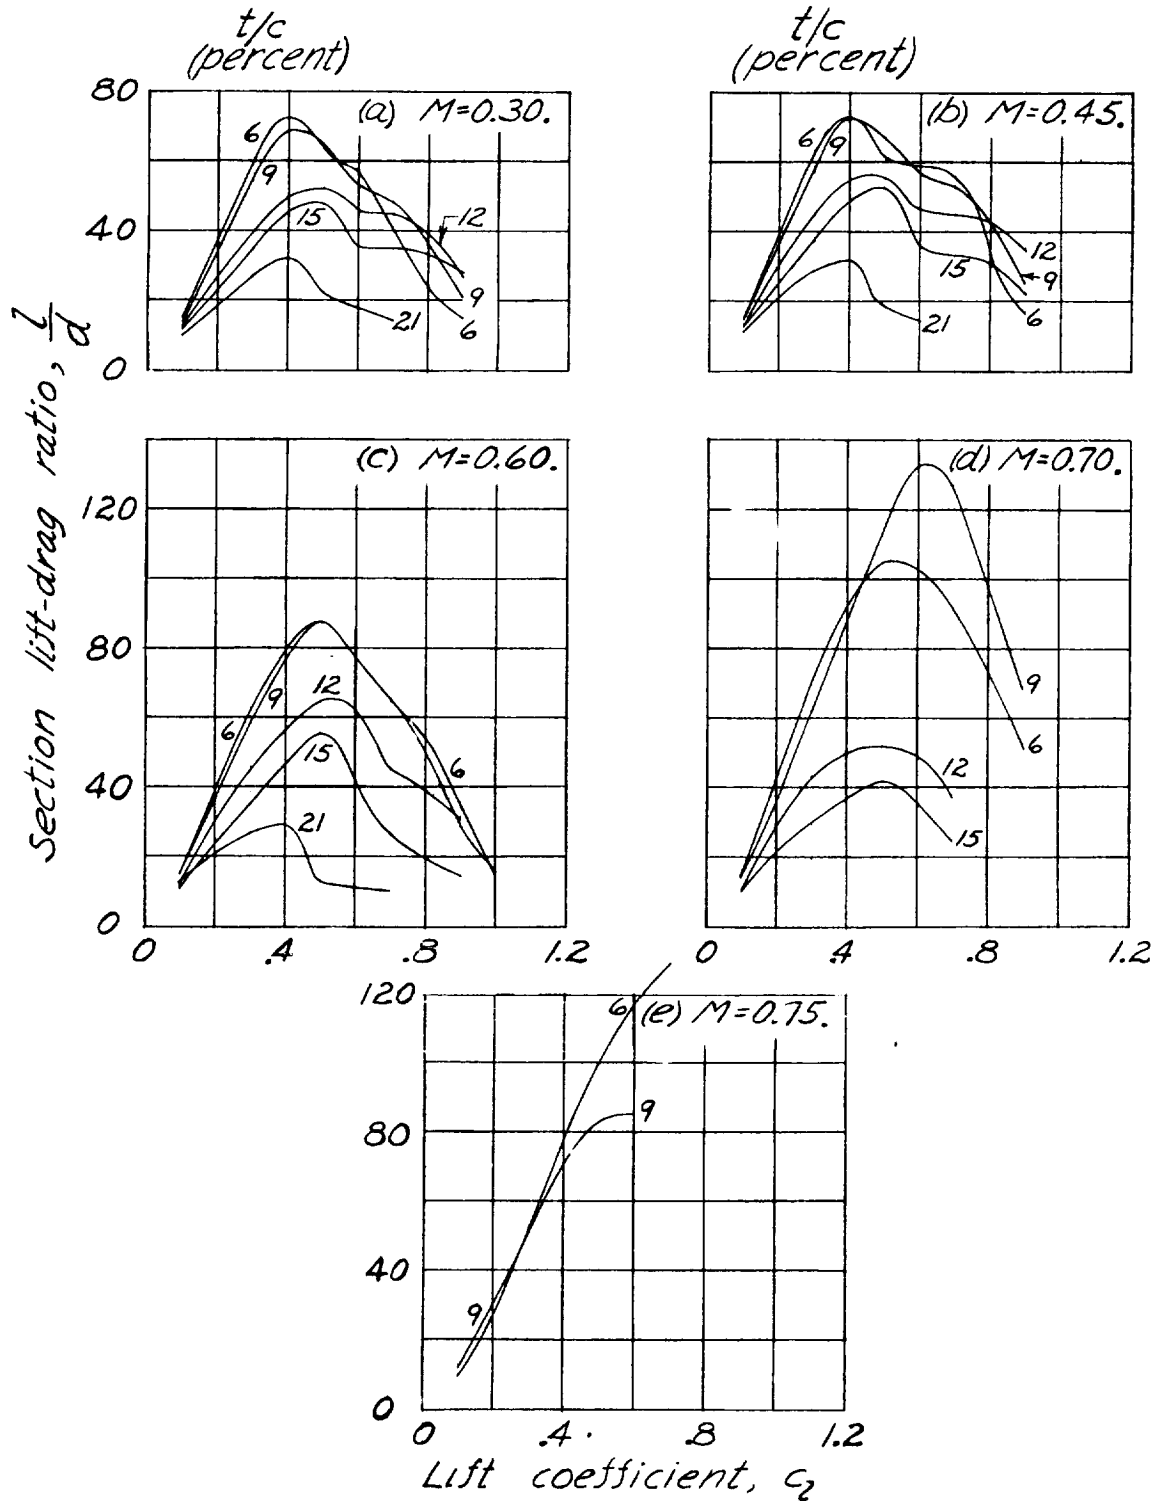 t/c
(percent)
t/c
(percent)
80
40
0
(a) M=0.30.
6
9
15
12
9
21
6
(b) M=0.45.
6
9
12
15
9
21
6
Section lift-drag ratio, l/d
(c) M=0.60.
120
80
40
0
12
9
6
15
6
21
0 .4 .8 1.2
(d) M=0.70.
9
6
12
15
0 .4 .8 1.2
120
80
40
0
6
(e) M=0.75.
9
9
0 .4 .8 1.2
Lift coefficient, cl